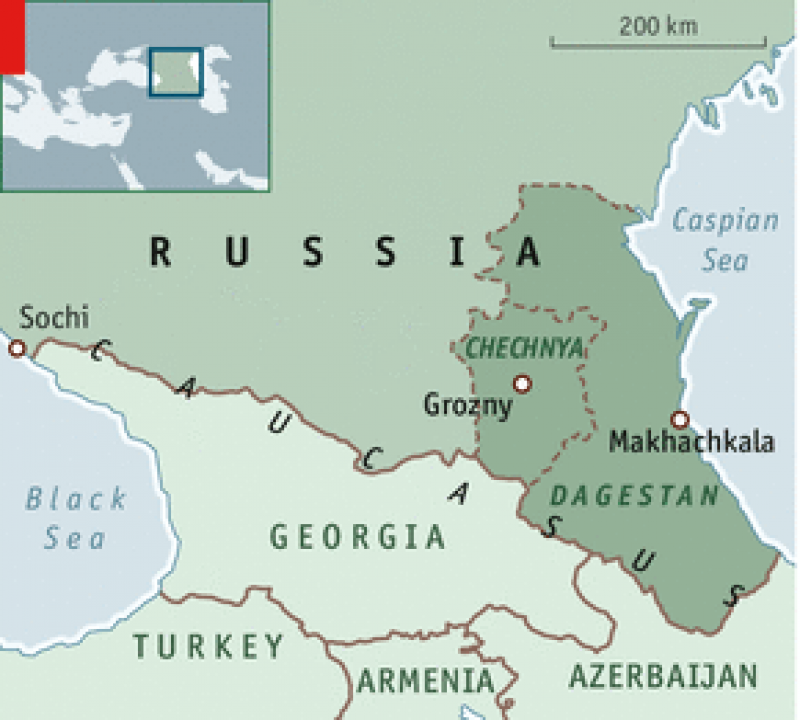 200 km
Caspian
Sea
RUSSIA
Sochi
CHECHNYA
Grozny
Makhachkala
CAUCASUS
DAGESTAN
Black
Sea
GEORGIA
TURKEY
ARMENIA
AZERBAIJAN